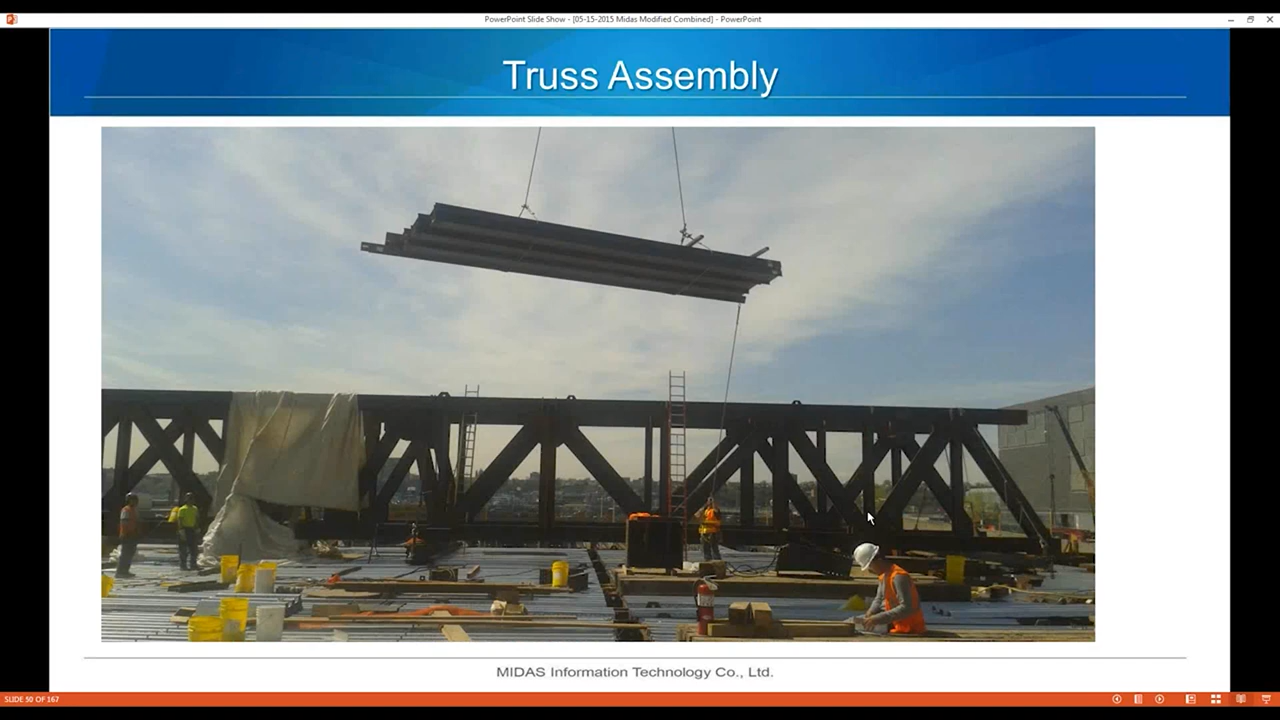 PowerPoint Slide Show - [05-15-2015 Midas Modified Combined] - PowerPoint
Truss Assembly
MIDAS Information Technology Co., Ltd.
SLIDE 50 OF 167